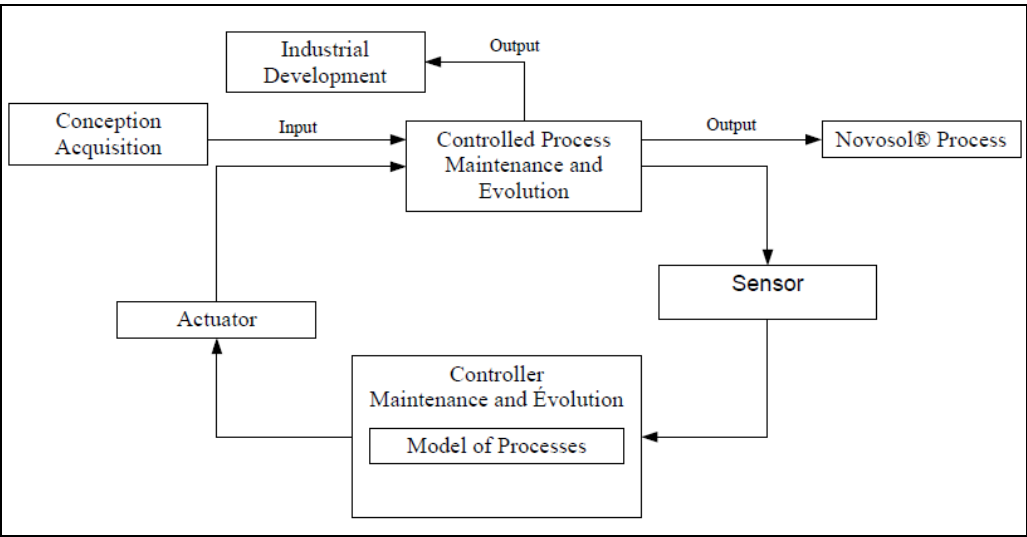 Industrial
Development
Output
Conception
Acquisition
Input
Controlled Process
Maintenance and
Evolution
Output
Novosol® Process
Sensor
Actuator
Controller
Maintenance and Évolution
Model of Processes